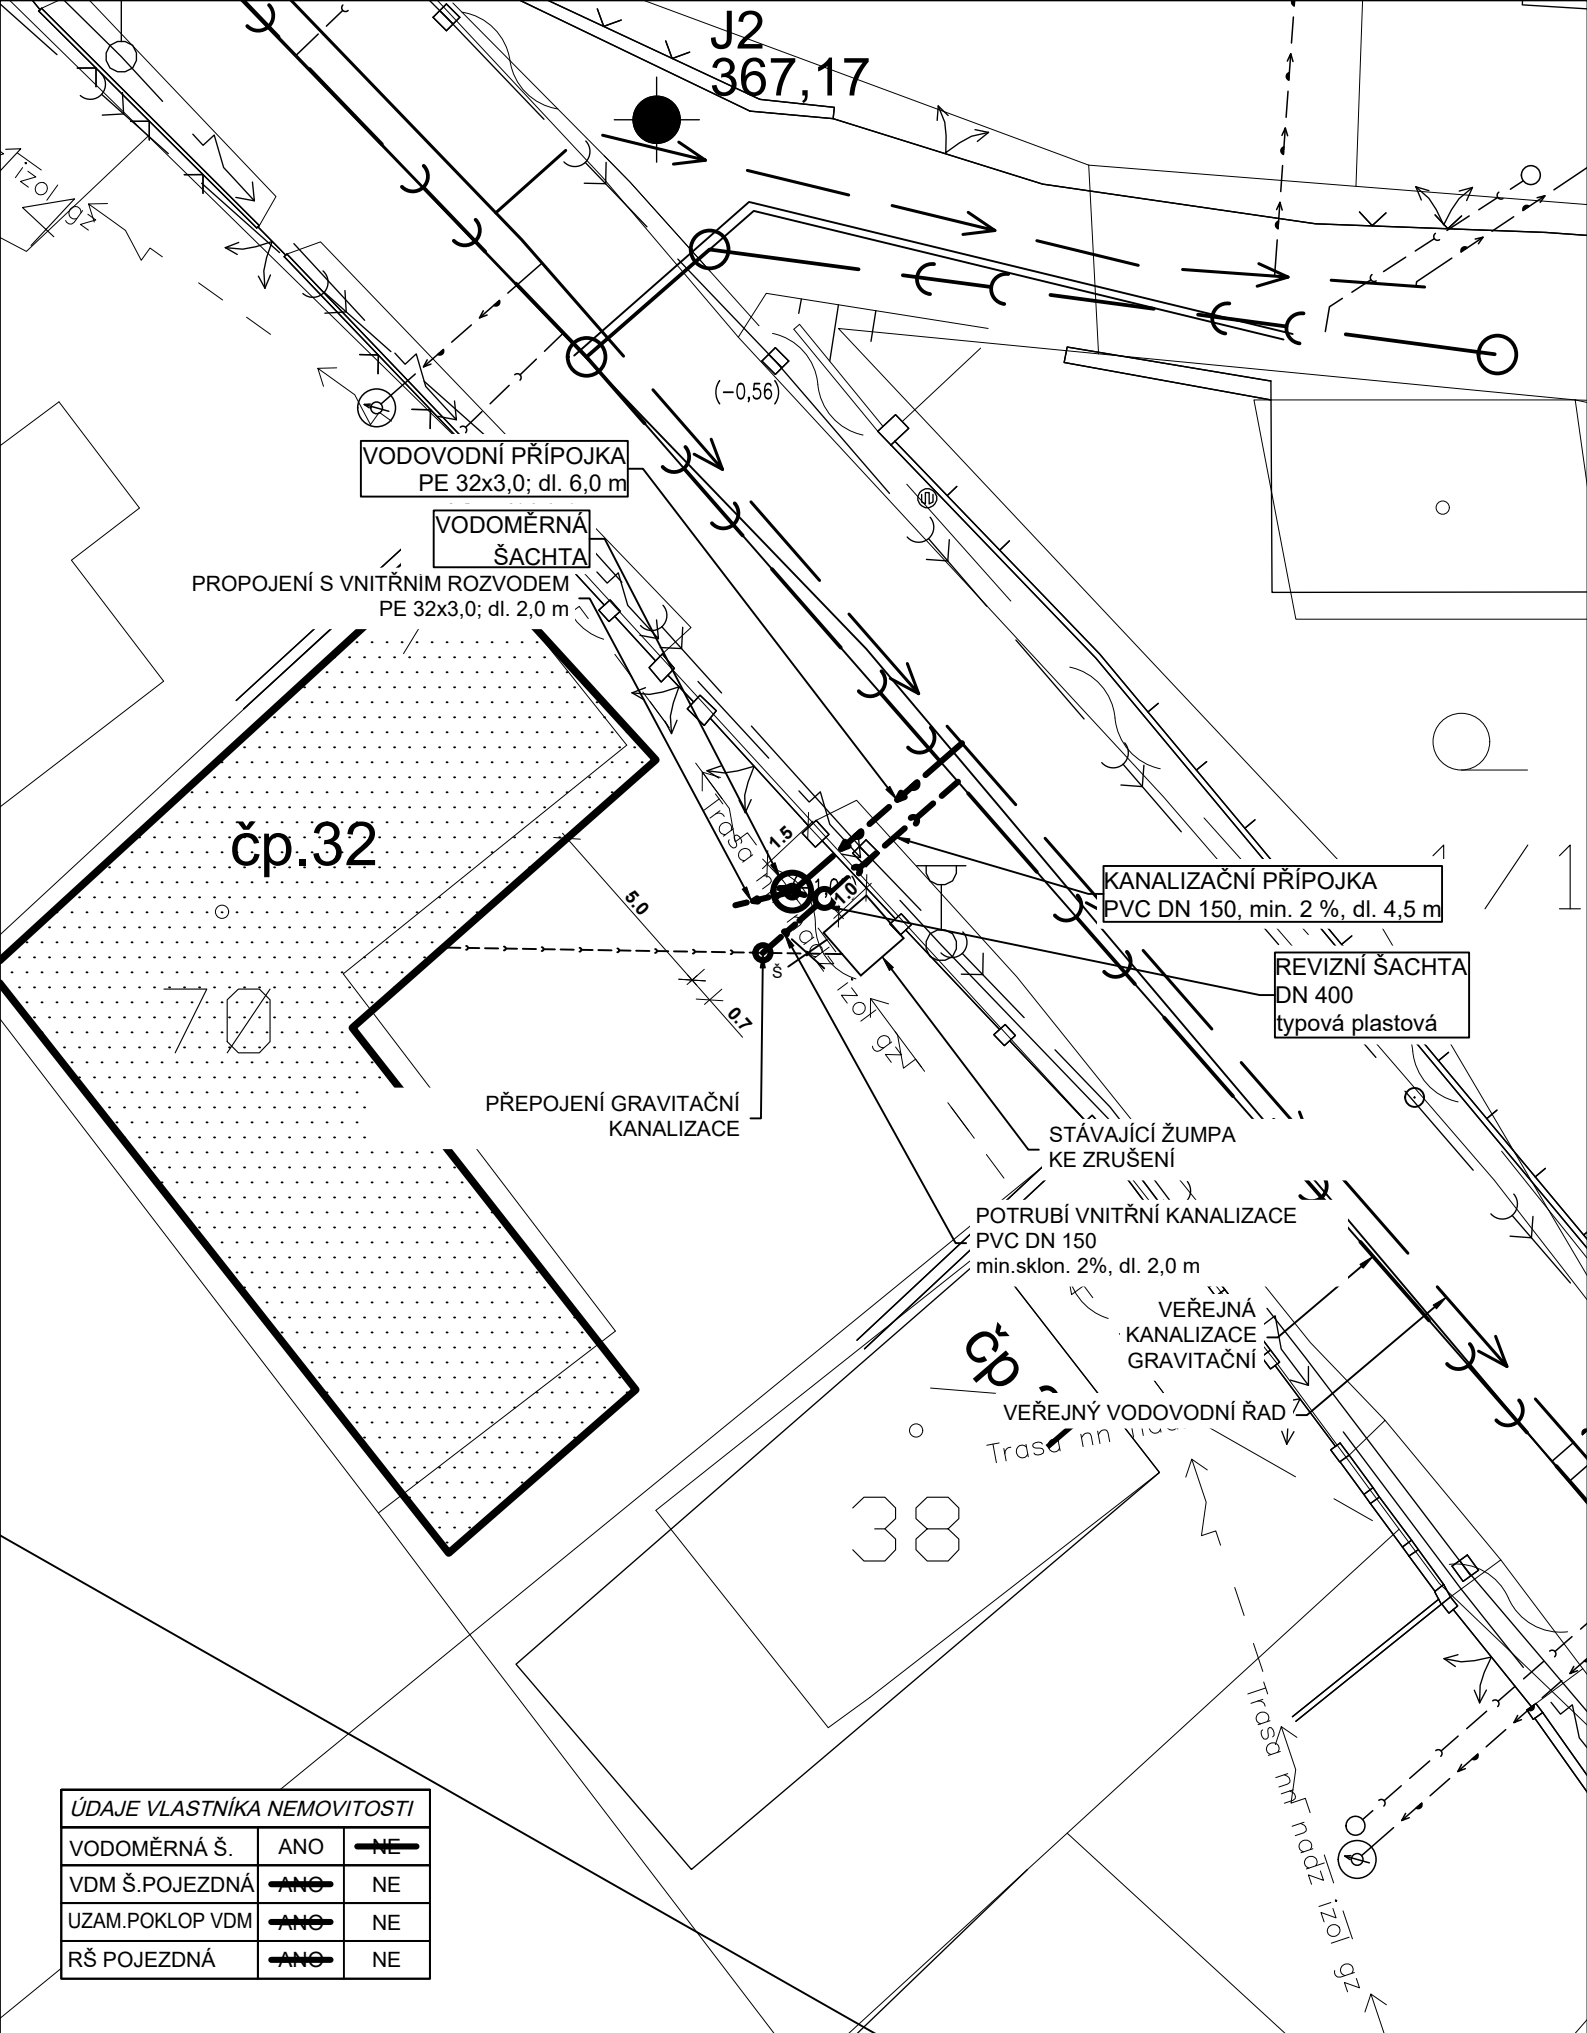 J2
367,17
izol
gz
(-0,56)
VODOVODNÍ PŘÍPOJKA
PE 32x3,0; dl. 6,0 m
VODOMĚRNÁ
ŠACHTA
PROPOJENÍ S VNITŘNÍM ROZVODEM
PE 32x3,0; dl. 2,0 m
čp.32
Trasa
1.5
1.0
5.0
0.7
Š
izol gz
70
1/1
KANALIZAČNÍ PŘÍPOJKA
PVC DN 150, min. 2 %, dl. 4,5 m
REVIZNÍ ŠACHTA
DN 400
typová plastová
PŘEPOJENÍ GRAVITAČNÍ
KANALIZACE
STÁVAJÍCÍ ŽUMPA
KE ZRUŠENÍ
POTRUBÍ VNITŘNÍ KANALIZACE
PVC DN 150
min.sklon. 2%, dl. 2,0 m
VEŘEJNÁ
KANALIZACE
GRAVITAČNÍ
čp
VEŘEJNÝ VODOVODNÍ ŘAD
Trasa nn
38
Trasa nn nadz izol gz
ÚDAJE VLASTNÍKA NEMOVITOSTI
VODOMĚRNÁ Š. ANO NE
VDM Š.POJEZDNÁ ANO NE
UZAM.POKLOP VDM ANO NE
RŠ POJEZDNÁ ANO NE